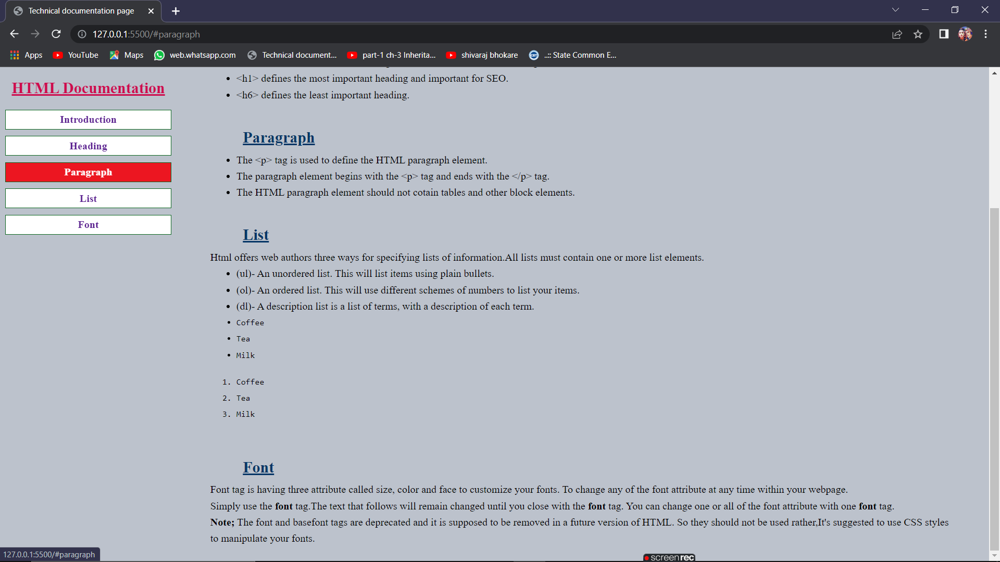 Technical documentation page
127.0.0.1:5500/#paragraph
Apps
YouTube
Maps
web.whatsapp.com
Technical document...
part-1 ch-3 Inherita...
shivaraj bhokare
..:: State Common E...
HTML Documentation
Introduction
Heading
Paragraph
List
Font
<h1> defines the most important heading and important for SEO.
<h6> defines the least important heading.
Paragraph
The <p> tag is used to define the HTML paragraph element.
The paragraph element begins with the <p> tag and ends with the </p> tag.
The HTML paragraph element should not cotain tables and other block elements.
List
Html offers web authors three ways for specifying lists of information.All lists must contain one or more list elements.
(ul)- An unordered list. This will list items using plain bullets.
(ol)- An ordered list. This will use different schemes of numbers to list your items.
(dl)- A description list is a list of terms, with a description of each term.
Coffee
Tea
Milk
1. Coffee
2. Tea
3. Milk
Font
Font tag is having three attribute called size, color and face to customize your fonts. To change any of the font attribute at any time within your webpage.
Simply use the font tag.The text that follows will remain changed until you close with the font tag. You can change one or all of the font attribute with one font tag.
Note; The font and basefont tags are deprecated and it is supposed to be removed in a future version of HTML. So they should not be used rather,It's suggested to use CSS styles
to manipulate your fonts.
127.0.0.1:5500/#paragraph
screenrec